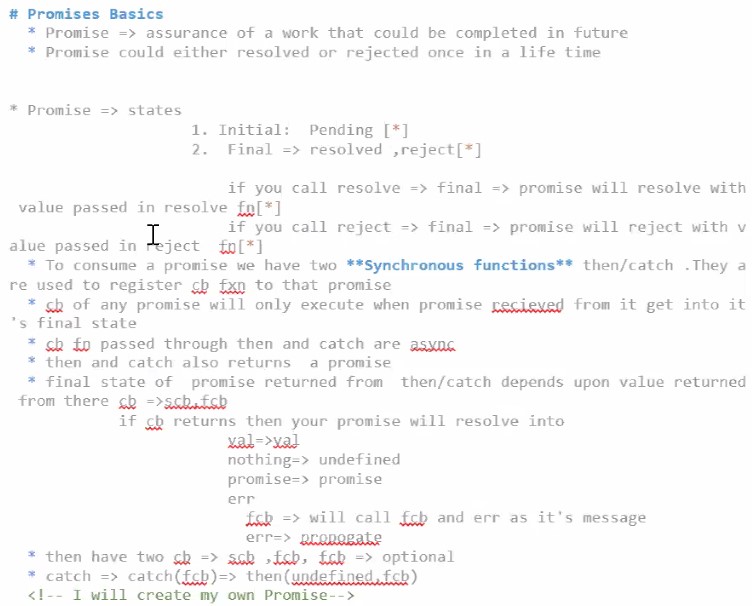 # Promises Basics
* Promise => assurance of a work that could be completed in future
* Promise could either resolved or rejected once in a life time
* Promise => states
1. Initial: Pending [*]
2. Final => resolved ,reject[*]
if you call resolve => final => promise will resolve with
value passed in resolve fn[*]
if you call reject => final => promise will reject with v
alue passed in reject fn[*]
* To consume a promise we have two **Synchronous functions** then/catch .They a
re used to register cb fxn to that promise
* cb of any promise will only execute when promise recieved from it get into it
's final state
* cb fn passed through then and catch are async
* then and catch also returns a promise
* final state of promise returned from then/catch depends upon value returned
from there cb =>scb,fcb
if cb returns then your promise will resolve into
val=>val
nothing=> undefined
promise=> promise
err
fcb => will call fcb and err as it's message
err=> propogate
* then have two cb => scb ,fcb, fcb => optional
* catch => catch(fcb)=> then(undefined,fcb)
<!-- I will create my own Promise-->